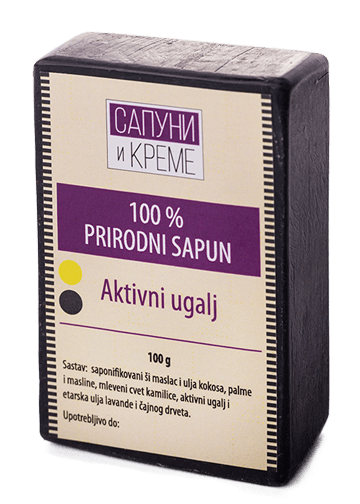 САПУНИ
и КРЕМЕ
100 %
PRIRODNI SAPUN
Aktivni ugalj
100 g
Sastav: saponifikovani ši maslac i ulja kokosa, palme
i masline, mleveni cvet kamilice, aktivni ugalj i
etarska ulja lavande i čajnog drveta.
Upotrebljivo do: